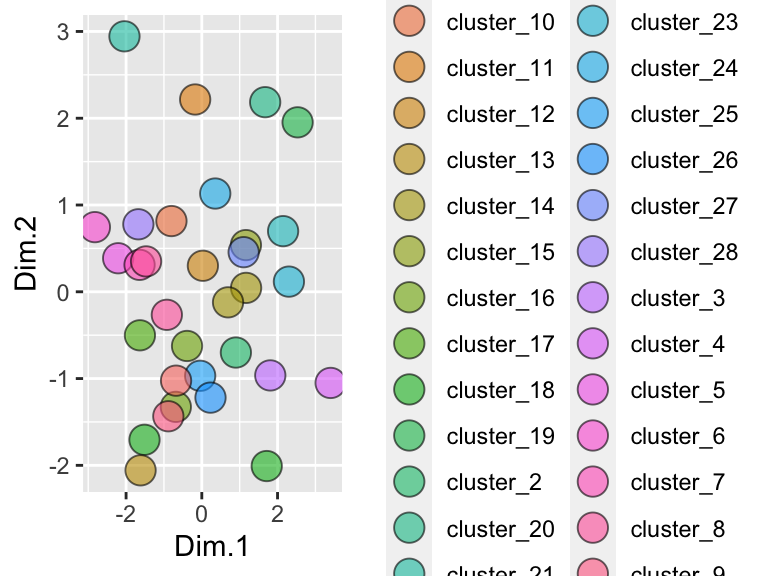 3
2
1
0
-1
-2
Dim.2
-2 0 2
Dim.1
cluster_10
cluster_11
cluster_12
cluster_13
cluster_14
cluster_15
cluster_16
cluster_17
cluster_18
cluster_19
cluster_2
cluster_20
cluster_21
cluster_23
cluster_24
cluster_25
cluster_26
cluster_27
cluster_28
cluster_3
cluster_4
cluster_5
cluster_6
cluster_7
cluster_8
cluster_9